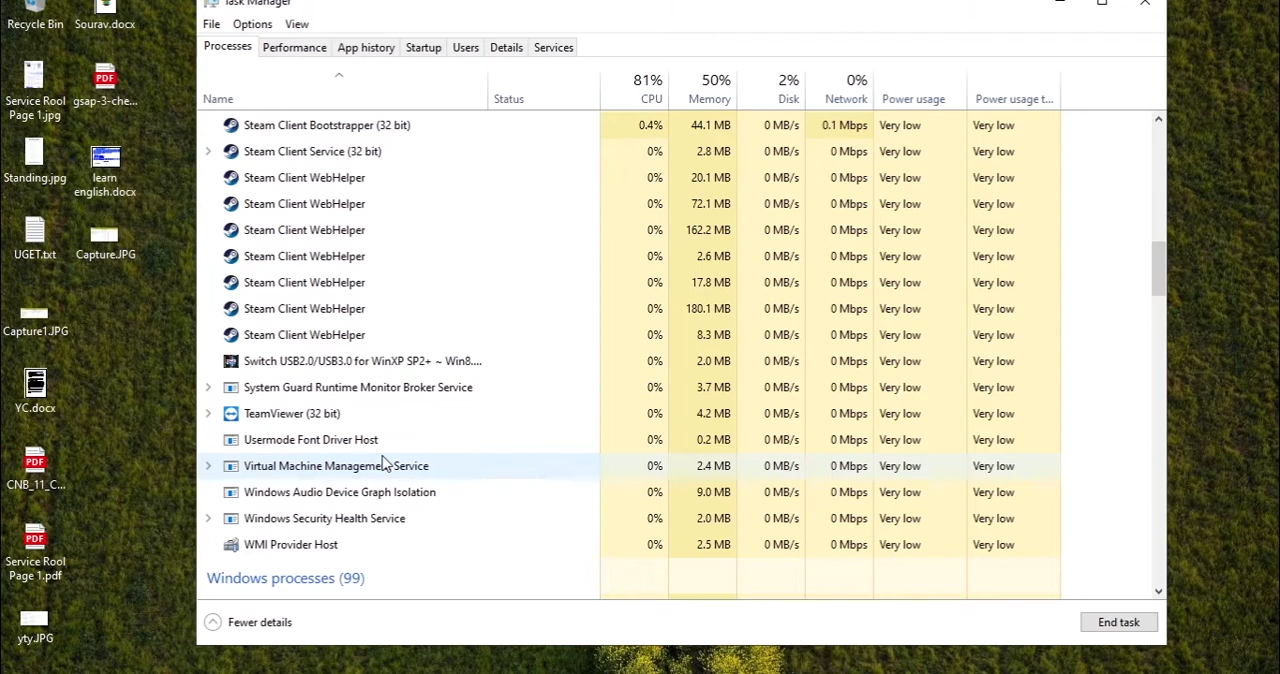 Recycle Bin
Sourav.docx
Service Rool
Page 1.jpg
gsap-3-che...
Standing.jpg
learn
english.docx
UGET.txt
Capture.JPG
Capture1.JPG
YC.docx
CNB_11_C...
Service Rool
Page 1.pdf
yty.JPG
Task Manager
File Options View
Processes Performance App history Startup Users Details Services
81% 50% 2% 0%
Name Status CPU Memory Disk Network Power usage Power usage t...
Steam Client Bootstrapper (32 bit) 0.4% 44.1 MB 0 MB/s 0.1 Mbps Very low Very low
Steam Client Service (32 bit) 0% 2.8 MB 0 MB/s 0 Mbps Very low Very low
Steam Client WebHelper 0% 20.1 MB 0 MB/s 0 Mbps Very low Very low
Steam Client WebHelper 0% 72.1 MB 0 MB/s 0 Mbps Very low Very low
Steam Client WebHelper 0% 162.2 MB 0 MB/s 0 Mbps Very low Very low
Steam Client WebHelper 0% 2.6 MB 0 MB/s 0 Mbps Very low Very low
Steam Client WebHelper 0% 17.8 MB 0 MB/s 0 Mbps Very low Very low
Steam Client WebHelper 0% 180.1 MB 0 MB/s 0 Mbps Very low Very low
Steam Client WebHelper 0% 8.3 MB 0 MB/s 0 Mbps Very low Very low
Switch USB2.0/USB3.0 for WinXP SP2+ ~ Win8.... 0% 2.0 MB 0 MB/s 0 Mbps Very low Very low
System Guard Runtime Monitor Broker Service 0% 3.7 MB 0 MB/s 0 Mbps Very low Very low
TeamViewer (32 bit) 0% 4.2 MB 0 MB/s 0 Mbps Very low Very low
Usermode Font Driver Host 0% 0.2 MB 0 MB/s 0 Mbps Very low Very low
Virtual Machine Management Service 0% 2.4 MB 0 MB/s 0 Mbps Very low Very low
Windows Audio Device Graph Isolation 0% 9.0 MB 0 MB/s 0 Mbps Very low Very low
Windows Security Health Service 0% 2.0 MB 0 MB/s 0 Mbps Very low Very low
WMI Provider Host 0% 2.5 MB 0 MB/s 0 Mbps Very low Very low
Windows processes (99)
Fewer details End task